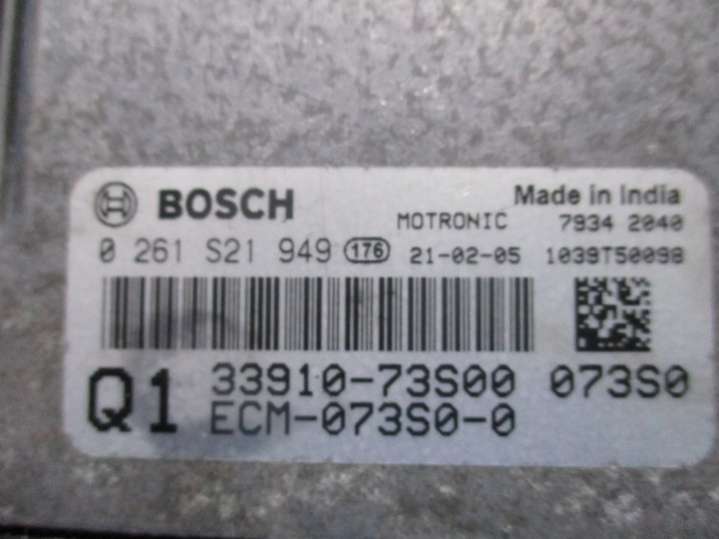 BOSCH Made in India
MOTRONIC 7934 2040
0 261 S21 949 176 21-02-05 1039T50098
Q1 33910-73S00 073S0
ECM-073S0-0